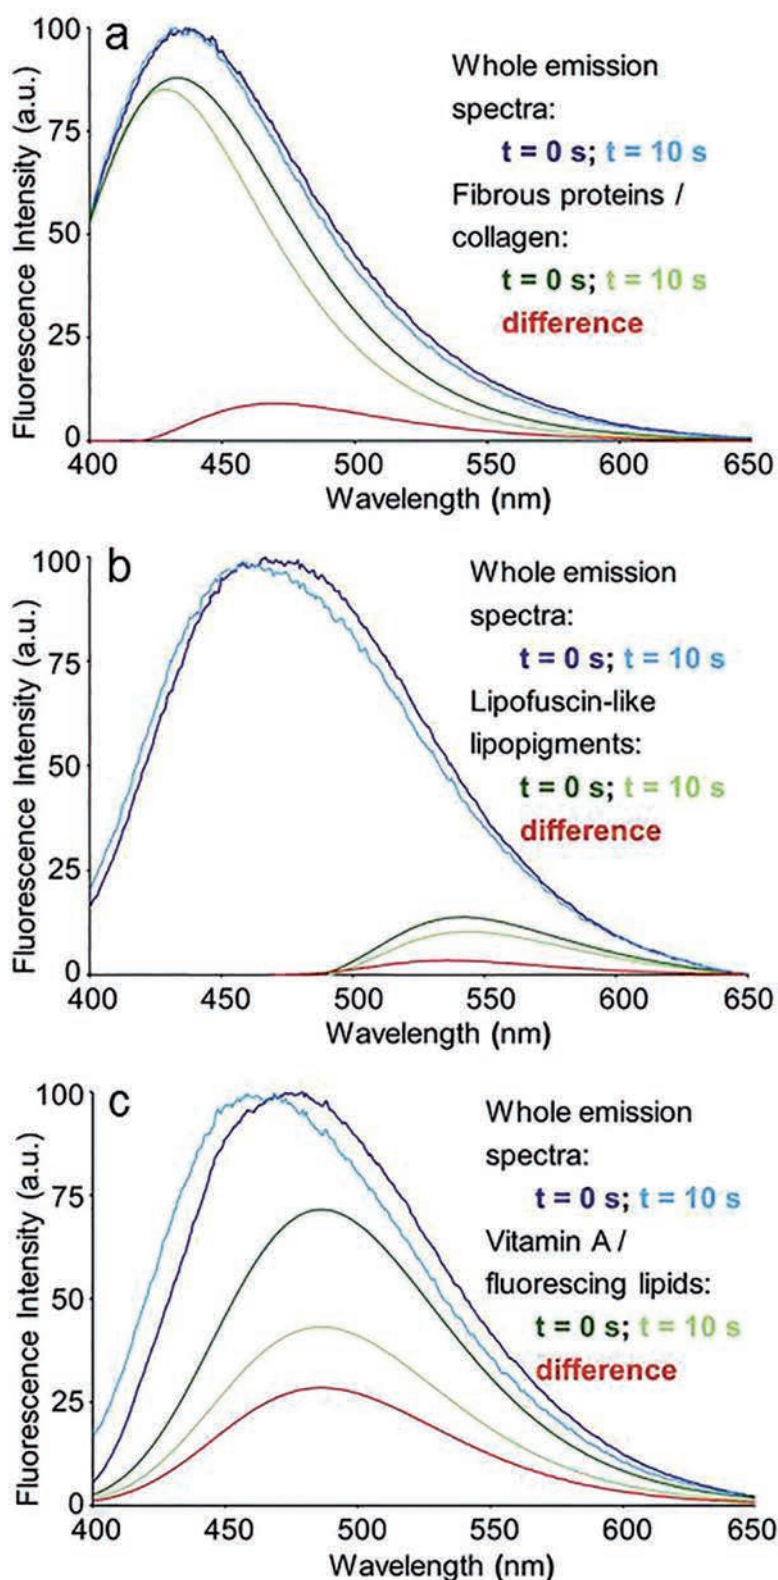 a
Fluorescence Intensity (a.u.)
100
75
50
25
0
Whole emission
spectra:
t = 0 s; t = 10 s
Fibrous proteins /
collagen:
t = 0 s; t = 10 s
difference
400 450 500 550 600 650
Wavelength (nm)
b
Fluorescence Intensity (a.u.)
100
75
50
25
0
Whole emission
spectra:
t = 0 s; t = 10 s
Lipofuscin-like
lipopigments:
t = 0 s; t = 10 s
difference
400 450 500 550 600 650
Wavelength (nm)
c
Fluorescence Intensity (a.u.)
100
75
50
25
0
Whole emission
spectra:
t = 0 s; t = 10 s
Vitamin A /
fluorescing lipids:
t = 0 s; t = 10 s
difference
400 450 500 550 600 650
Wavelength (nm)